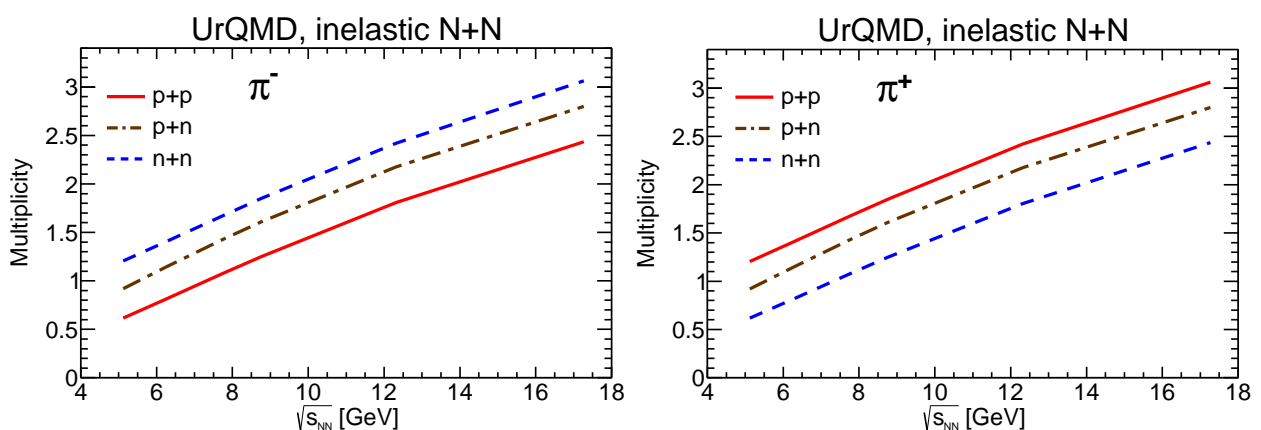 UrQMD, inelastic N+N
π-
p+p
p+n
n+n
Multiplicity
0
0.5
1
1.5
2
2.5
3
4 6 8 10 12 14 16 18
√sNN [GeV]
UrQMD, inelastic N+N
π+
p+p
p+n
n+n
Multiplicity
0
0.5
1
1.5
2
2.5
3
4 6 8 10 12 14 16 18
√sNN [GeV]